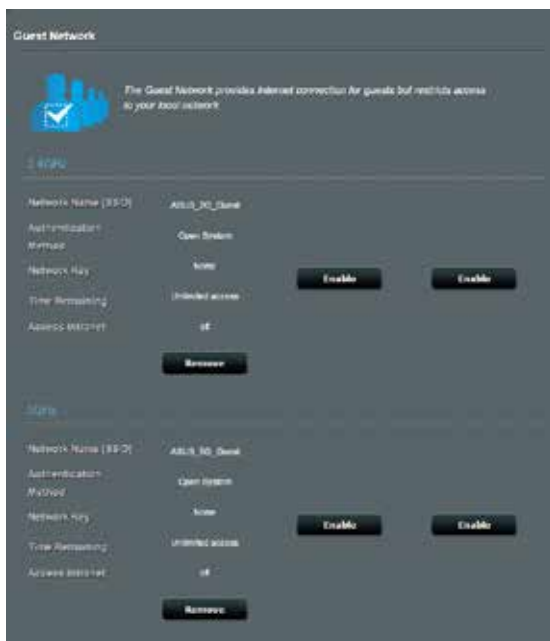 Guest Network
The Guest Network provides Internet connection for guests but restricts access
to your local network
2.4GHz
Network Name (SSID) ASUS_2G_Guest
Authentication
Method Open System
Network Key None
Enable Enable
Time Remaining Unlimited access
Access Intranet off
Remove
5GHz
Network Name (SSID)
Authentication
Method Open System
Network Key None
Enable Enable
Time Remaining Unlimited access
Access Intranet off
Remove